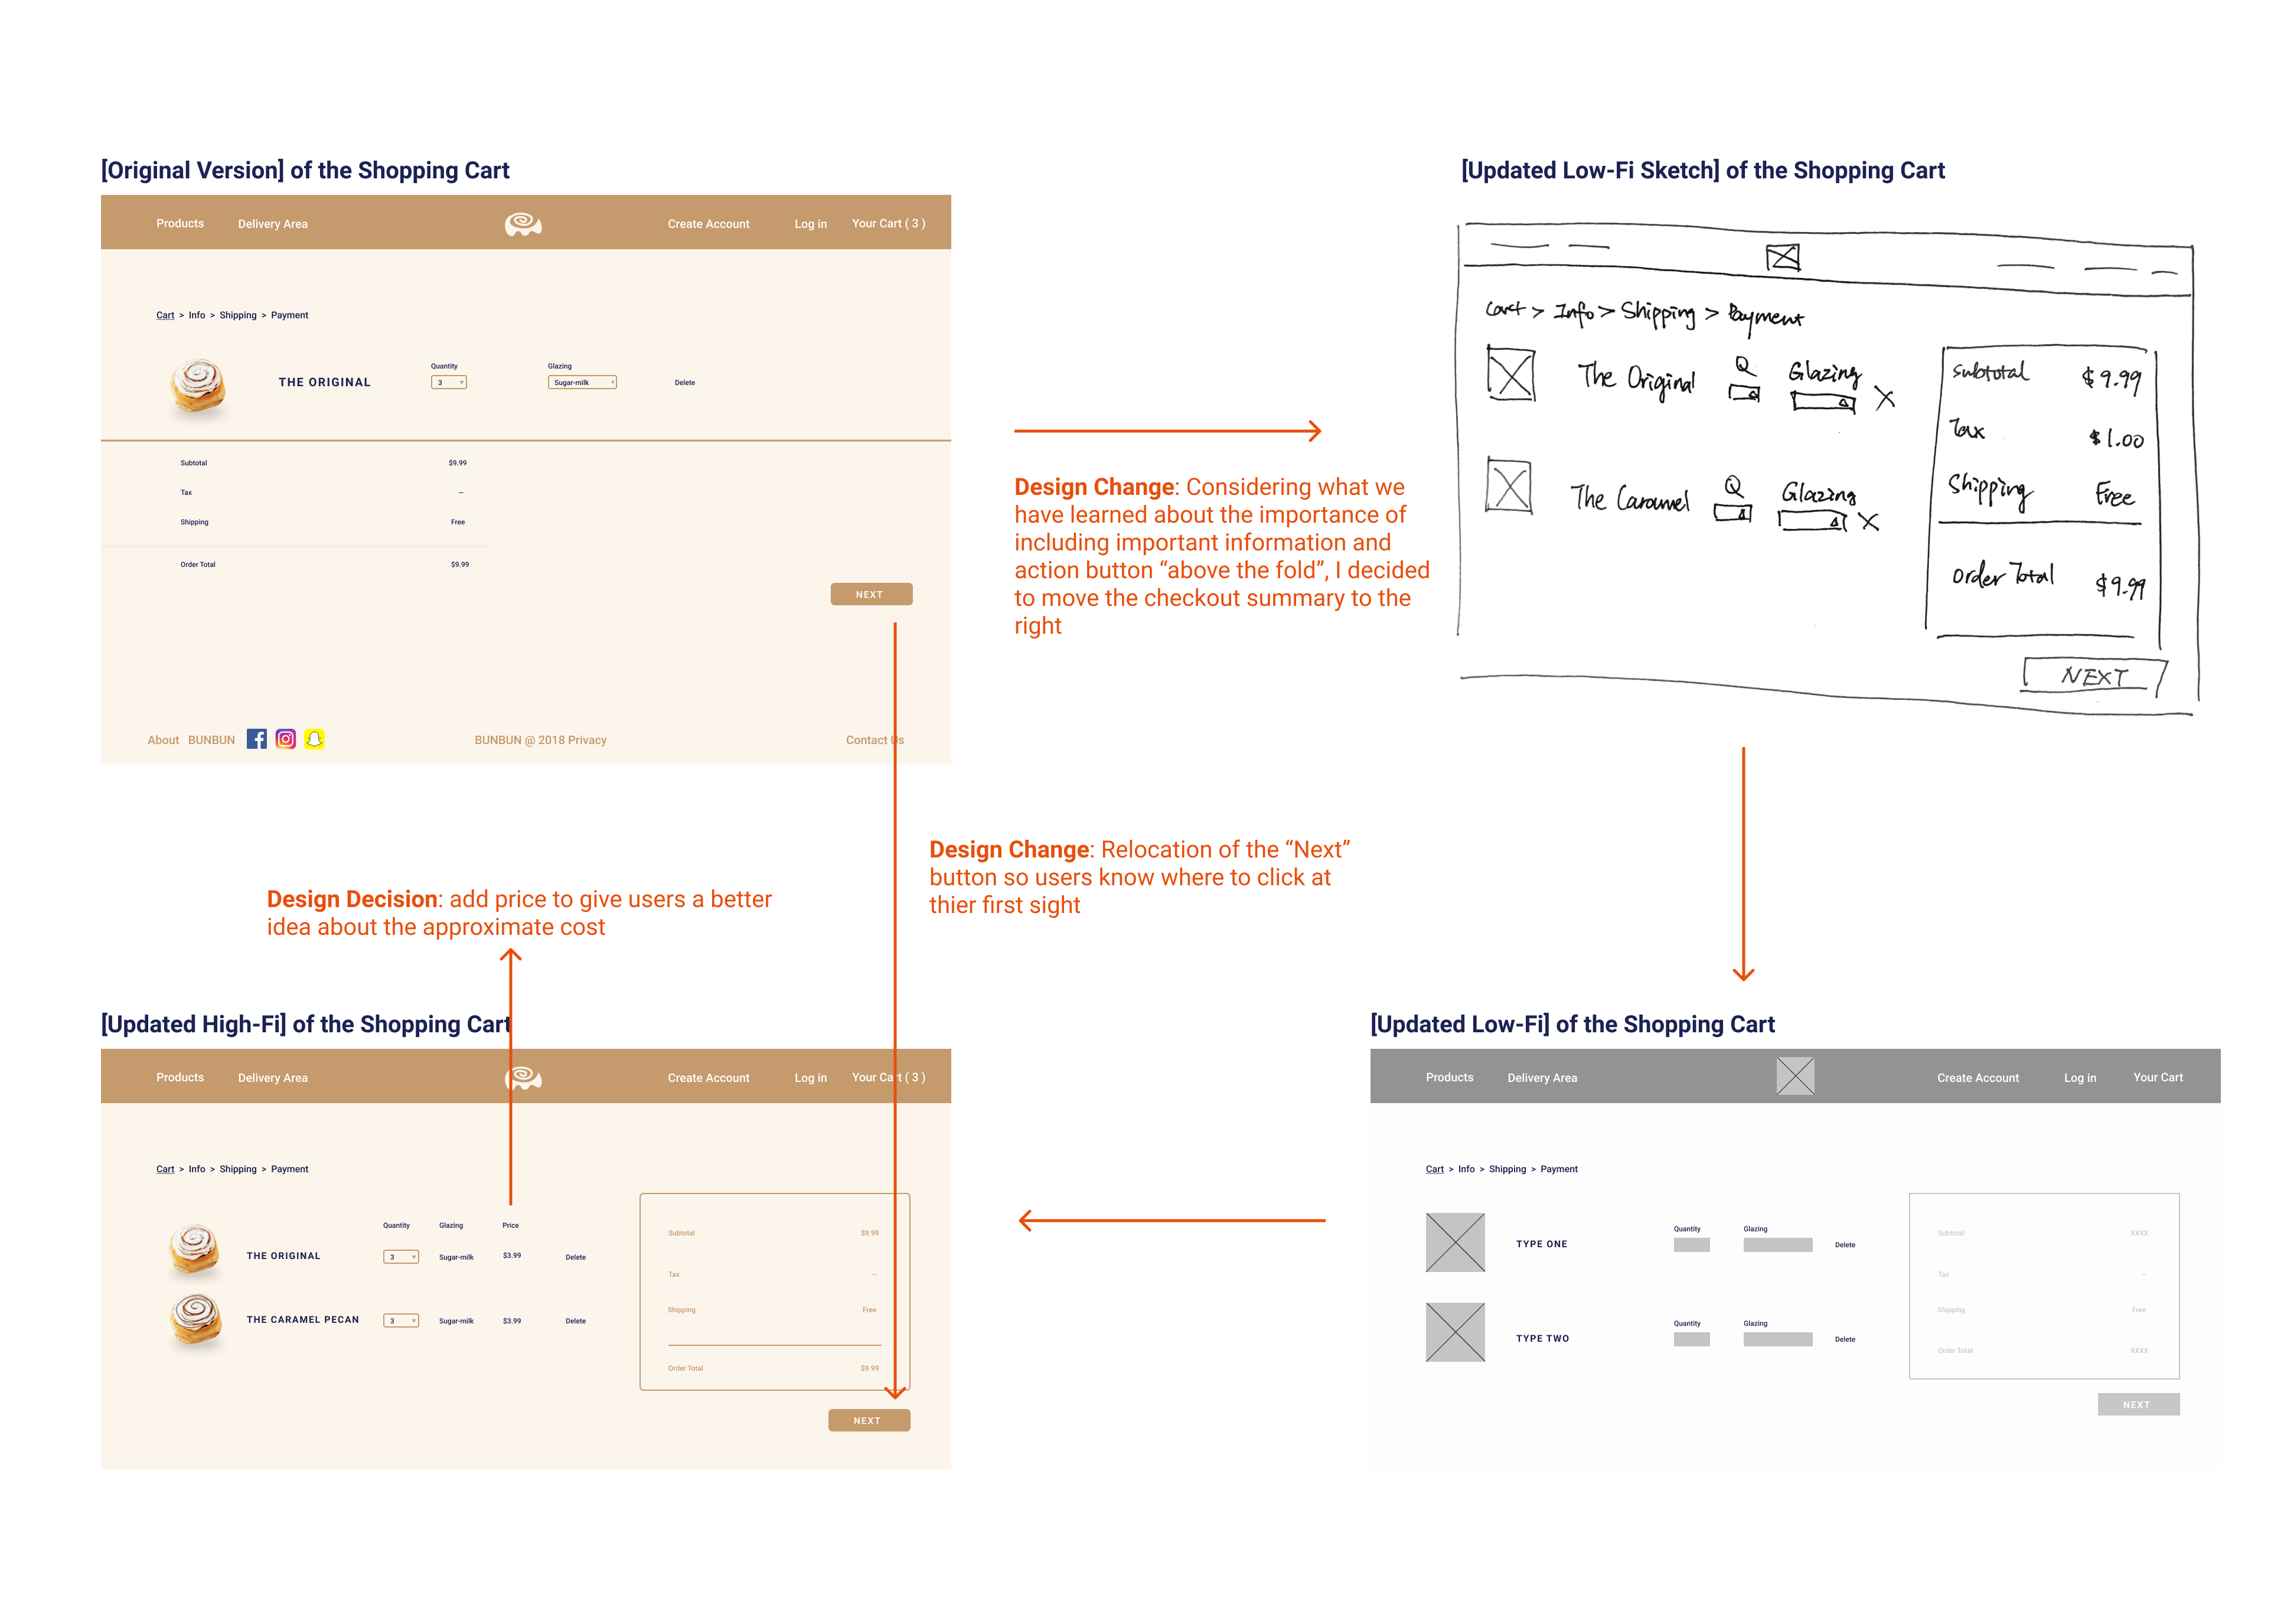 [Original Version] of the Shopping Cart
Products Delivery Area Create Account Log in Your Cart ( 3 )
Cart > Info > Shipping > Payment
Quantity Glazing
THE ORIGINAL 3 Sugar-milk Delete
Subtotal $9.99
Tax --
Shipping Free
Order Total $9.99
NEXT
About BUNBUN BUNBUN @ 2018 Privacy Contact Us
Design Change: Considering what we
have learned about the importance of
including important information and
action button “above the fold”, I decided
to move the checkout summary to the
right
[Updated Low-Fi Sketch] of the Shopping Cart
Cart > Info > Shipping > Payment
The Original Q Glazing X
The Caramel Q Glazing X
Subtotal $9.99
Tax $1.00
Shipping Free
Order Total $9.99
NEXT
Design Change: Relocation of the “Next”
button so users know where to click at
thier first sight
Design Decision: add price to give users a better
idea about the approximate cost
[Updated High-Fi] of the Shopping Cart
Products Delivery Area Create Account Log in Your Cart ( 3 )
Cart > Info > Shipping > Payment
Quantity Glazing Price
THE ORIGINAL 3 Sugar-milk $3.99 Delete
THE CARAMEL PECAN 3 Sugar-milk $3.99 Delete
Subtotal $9.99
Tax --
Shipping Free
Order Total $9.99
NEXT
[Updated Low-Fi] of the Shopping Cart
Products Delivery Area Create Account Log in Your Cart
Cart > Info > Shipping > Payment
Quantity Glazing
TYPE ONE Delete
Quantity Glazing
TYPE TWO Delete
Subtotal XXXX
Tax --
Shipping Free
Order Total XXXX
NEXT